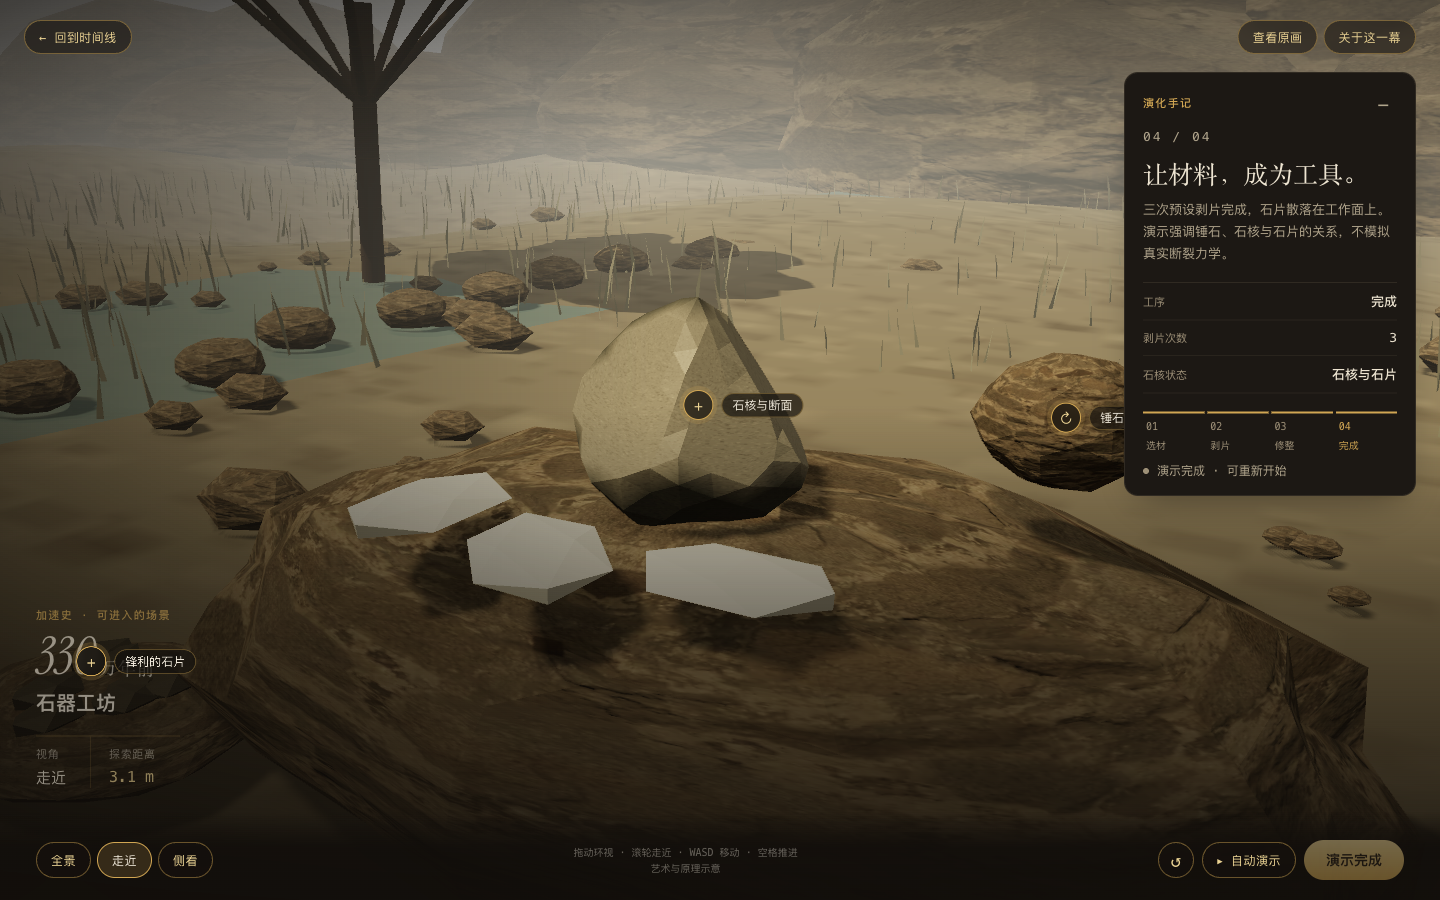 ← 回到时间线
查看原画
关于这一幕
演化手记
04 / 04
让材料，成为工具。
三次预设剥片完成，石片散落在工作面上。
演示强调锤石、石核与石片的关系，不模拟
真实断裂力学。
工序 完成
剥片次数 3
石核状态 石核与石片
01 02 03 04
选材 剥片 修整 完成
演示完成 · 可重新开始
石核与断面
锤石
加速史 · 可进入的场景
330万年前
锋利的石片
石器工坊
视角 探索距离
走近 3.1 m
全景
走近
侧看
拖动环视 · 滚轮走近 · WASD 移动 · 空格推进
艺术与原理示意
自动演示
演示完成